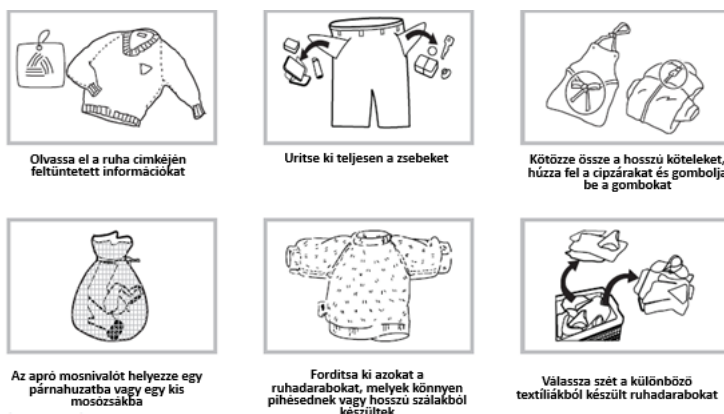 Olvassa el a ruha címkéjén
feltüntetett információkat
Urítse ki teljesen a zsebeket
Kötözze össze a hosszú köteleket,
húzza fel a cipzárakat és gombolja
be a gombokat
Az apró mosnivalót helyezze egy
párnahuzatba vagy egy kis
mosózsákba
Fordítsa ki azokat a
ruhadarabokat, melyek könnyen
pihésednek vagy hosszú szálakból
készültek
Válassza szét a különböző
textíliákból készült ruhadarabokat